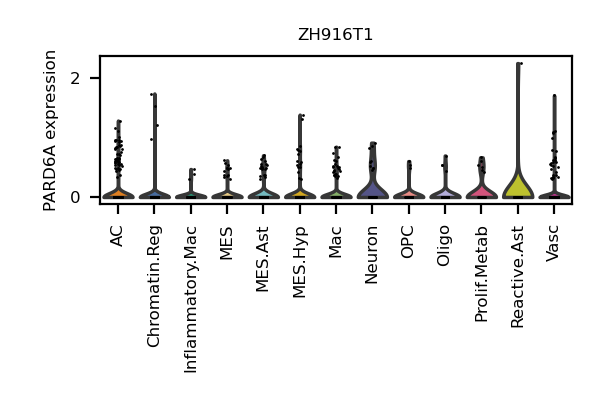 ZH916T1
PARD6A expression
2
0
AC
Chromatin.Reg
Inflammatory.Mac
MES
MES.Ast
MES.Hyp
Mac
Neuron
OPC
Oligo
Prolif.Metab
Reactive.Ast
Vasc